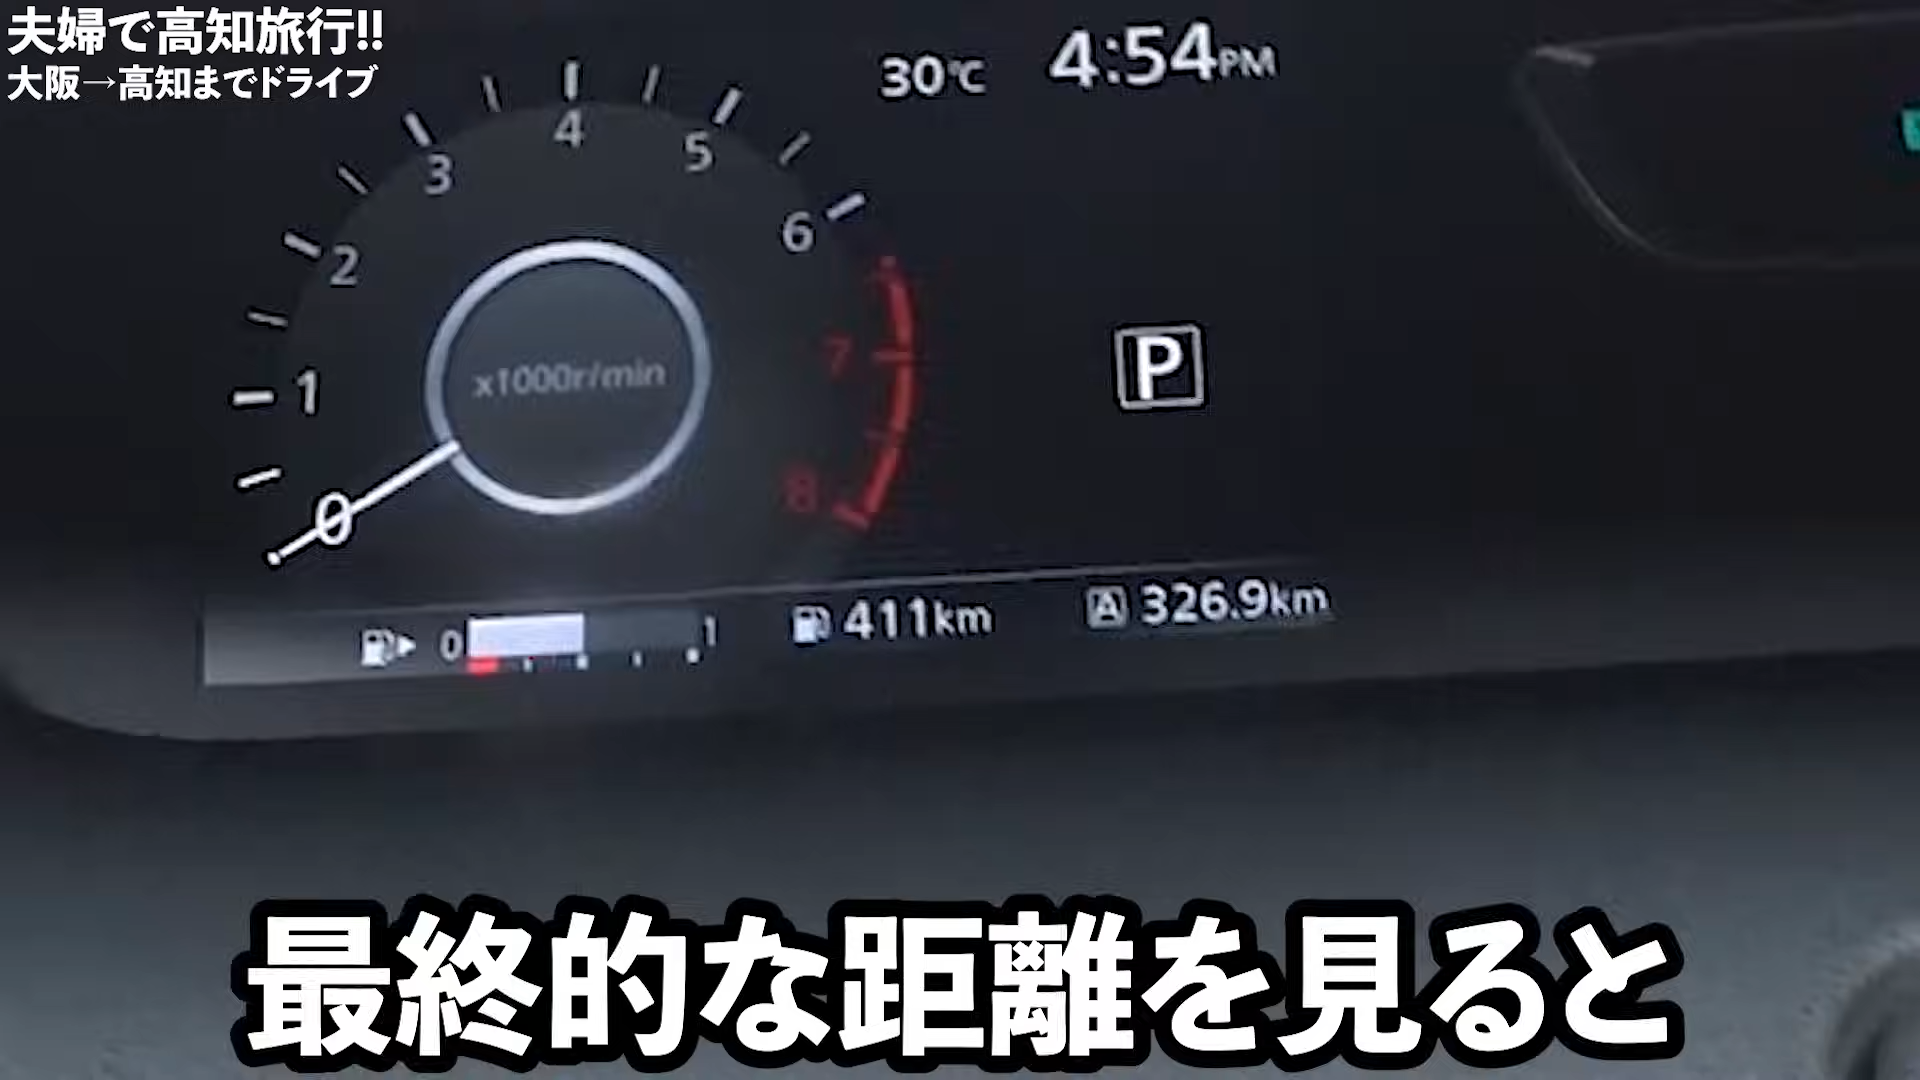 夫婦で高知旅行!!
大阪→高知までドライブ
30℃ 4:54PM
4
3
5
2
6
x1000r/min
7
P
1
8
0
0 1 411km A 326.9km
最終的な距離を見ると